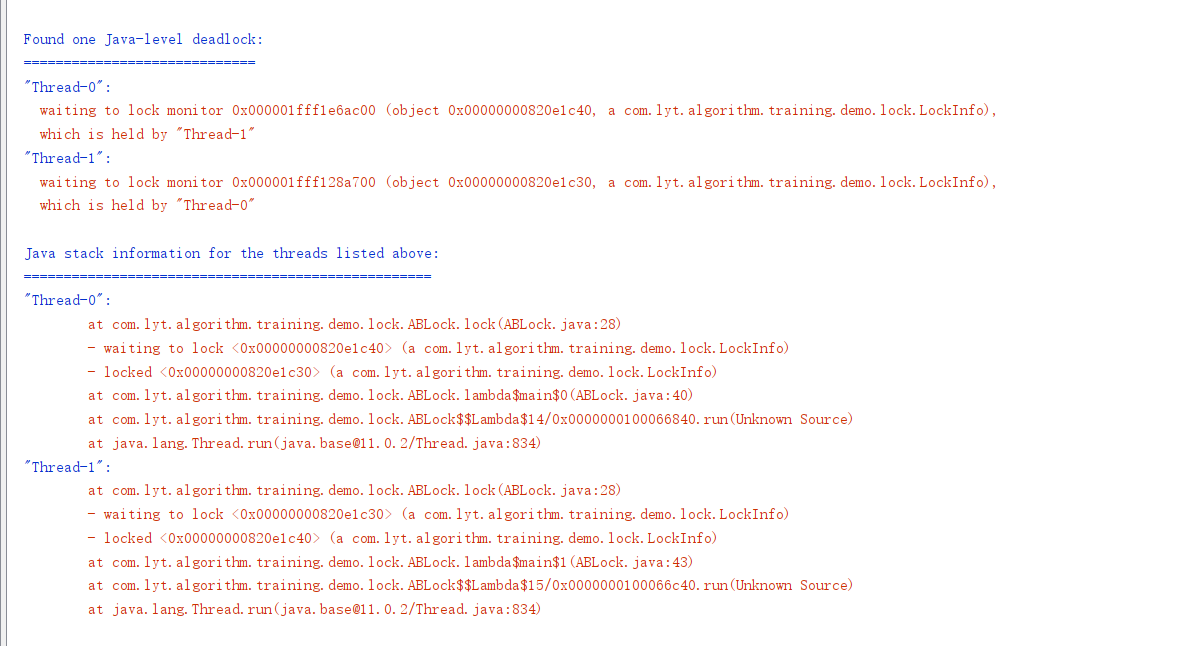 Found one Java-level deadlock:
=============================
"Thread-0":
  waiting to lock monitor 0x000001fff1e6ac00 (object 0x00000000820e1c40, a com.lyt.algorithm.training.demo.lock.LockInfo),
  which is held by "Thread-1"
"Thread-1":
  waiting to lock monitor 0x000001fff128a700 (object 0x00000000820e1c30, a com.lyt.algorithm.training.demo.lock.LockInfo),
  which is held by "Thread-0"
Java stack information for the threads listed above:
===================================================
"Thread-0":
        at com.lyt.algorithm.training.demo.lock.ABLock.lock(ABLock.java:28)
        - waiting to lock <0x00000000820e1c40> (a com.lyt.algorithm.training.demo.lock.LockInfo)
        - locked <0x00000000820e1c30> (a com.lyt.algorithm.training.demo.lock.LockInfo)
        at com.lyt.algorithm.training.demo.lock.ABLock.lambda$main$0(ABLock.java:40)
        at com.lyt.algorithm.training.demo.lock.ABLock$$Lambda$14/0x0000000100066840.run(Unknown Source)
        at java.lang.Thread.run(java.base@11.0.2/Thread.java:834)
"Thread-1":
        at com.lyt.algorithm.training.demo.lock.ABLock.lock(ABLock.java:28)
        - waiting to lock <0x00000000820e1c30> (a com.lyt.algorithm.training.demo.lock.LockInfo)
        - locked <0x00000000820e1c40> (a com.lyt.algorithm.training.demo.lock.LockInfo)
        at com.lyt.algorithm.training.demo.lock.ABLock.lambda$main$1(ABLock.java:43)
        at com.lyt.algorithm.training.demo.lock.ABLock$$Lambda$15/0x0000000100066c40.run(Unknown Source)
        at java.lang.Thread.run(java.base@11.0.2/Thread.java:834)